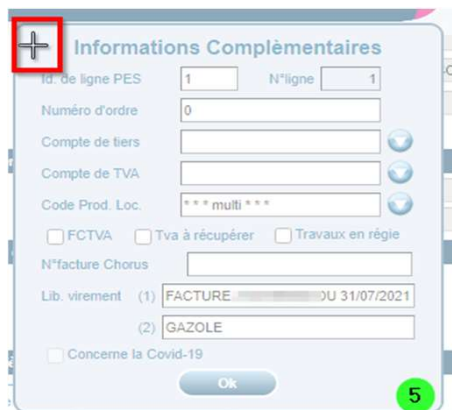 Informations Complèmentaires
Id. de ligne PES 1 N°ligne 1
Numéro d'ordre 0
Compte de tiers
Compte de TVA
Code Prod. Loc. * * * multi * * *
FCTVA Tva à récupérer Travaux en régie
N°facture Chorus
Lib. virement (1) FACTURE DU 31/07/2021
(2) GAZOLE
Concerne la Covid-19
Ok
5